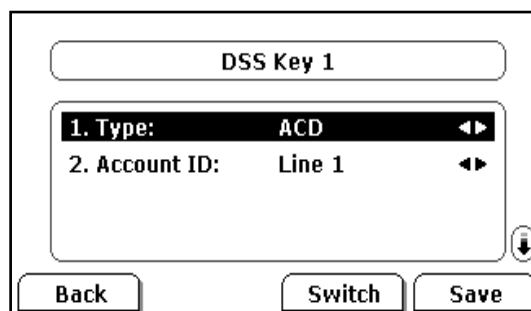 DSS Key 1
1. Type: ACD
2. Account ID: Line 1
Back Switch Save